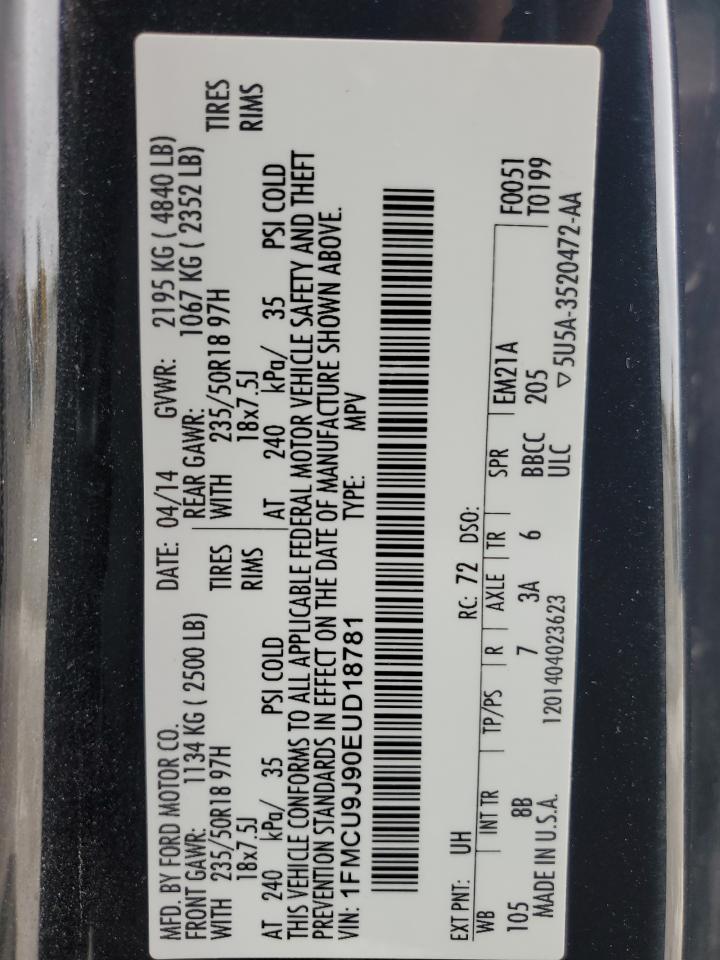 MFD. BY FORD MOTOR CO. DATE: 04/14 GVWR: 2195 KG ( 4840 LB)
FRONT GAWR: 1134 KG ( 2500 LB) REAR GAWR: 1067 KG ( 2352 LB)
WITH 235/50R18 97H TIRES WITH 235/50R18 97H TIRES
18x7.5J RIMS 18x7.5J RIMS
AT 240 kPa/ 35 PSI COLD AT 240 kPa/ 35 PSI COLD
THIS VEHICLE CONFORMS TO ALL APPLICABLE FEDERAL MOTOR VEHICLE SAFETY AND THEFT
PREVENTION STANDARDS IN EFFECT ON THE DATE OF MANUFACTURE SHOWN ABOVE.
VIN: 1FMCU9J90EUD18781 TYPE: MPV
EXT PNT: UH RC: 72 DSO:
WB INT TR TP/PS R AXLE TR SPR EM21A F0051
105 8B 7 3A 6 BBCC 205 T0199
MADE IN U.S.A. 1201404023623 ULC ▽5U5A-3520472-AA